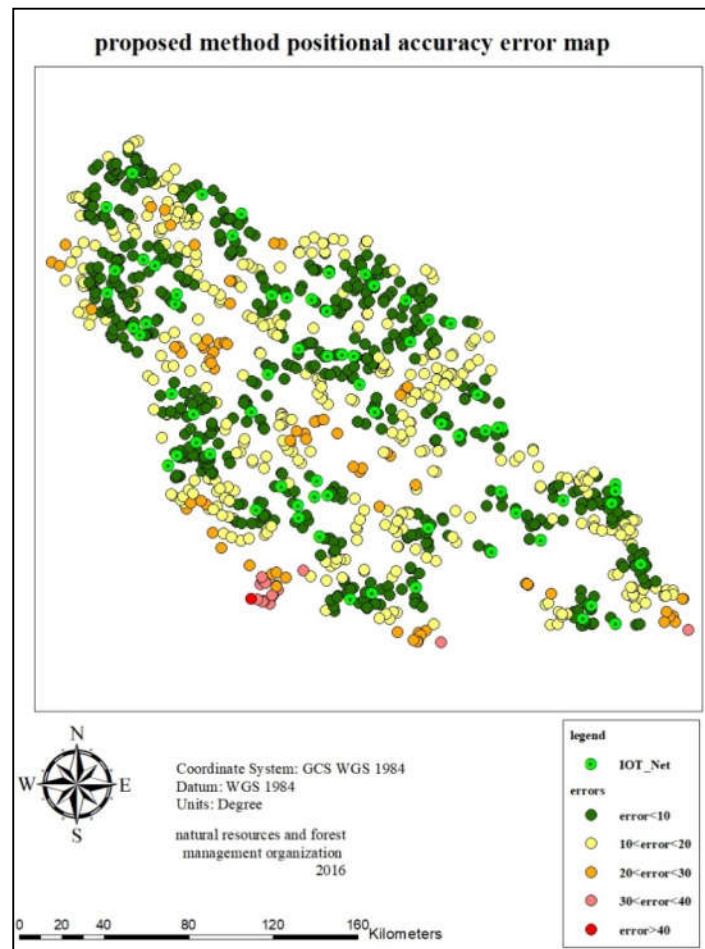 proposed method positional accuracy error map
N
W E
S
Coordinate System: GCS WGS 1984
Datum: WGS 1984
Units: Degree
natural resources and forest
management organization
2016
0 20 40 80 120 160
Kilometers
legend
IOT_Net
errors
error<10
10<error<20
20<error<30
30<error<40
error>40